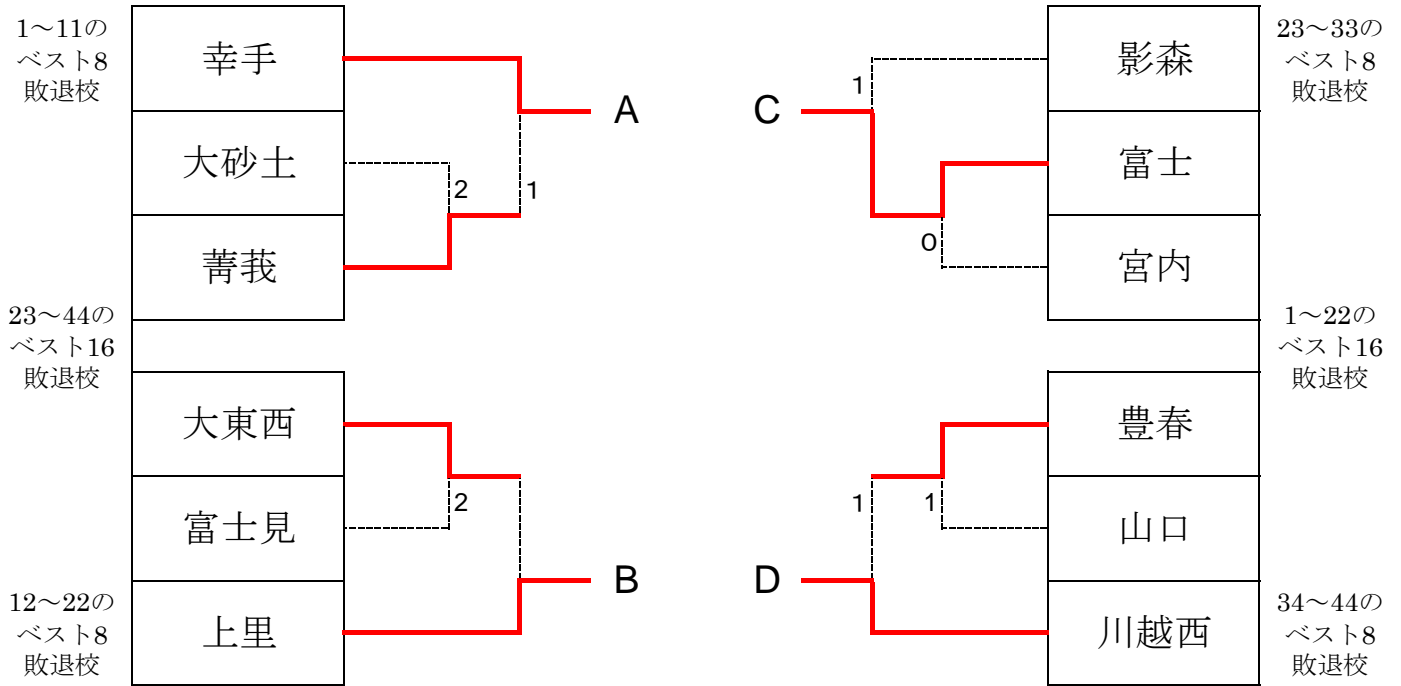 1～11の
ベスト8
敗退校
幸手
大砂土
菁莪
2
1
A
23～44の
ベスト16
敗退校
大東西
富士見
上里
2
B
12～22の
ベスト8
敗退校
C
1
0
影森
富士
宮内
23～33の
ベスト8
敗退校
1～22の
ベスト16
敗退校
D
1
1
豊春
山口
川越西
34～44の
ベスト8
敗退校